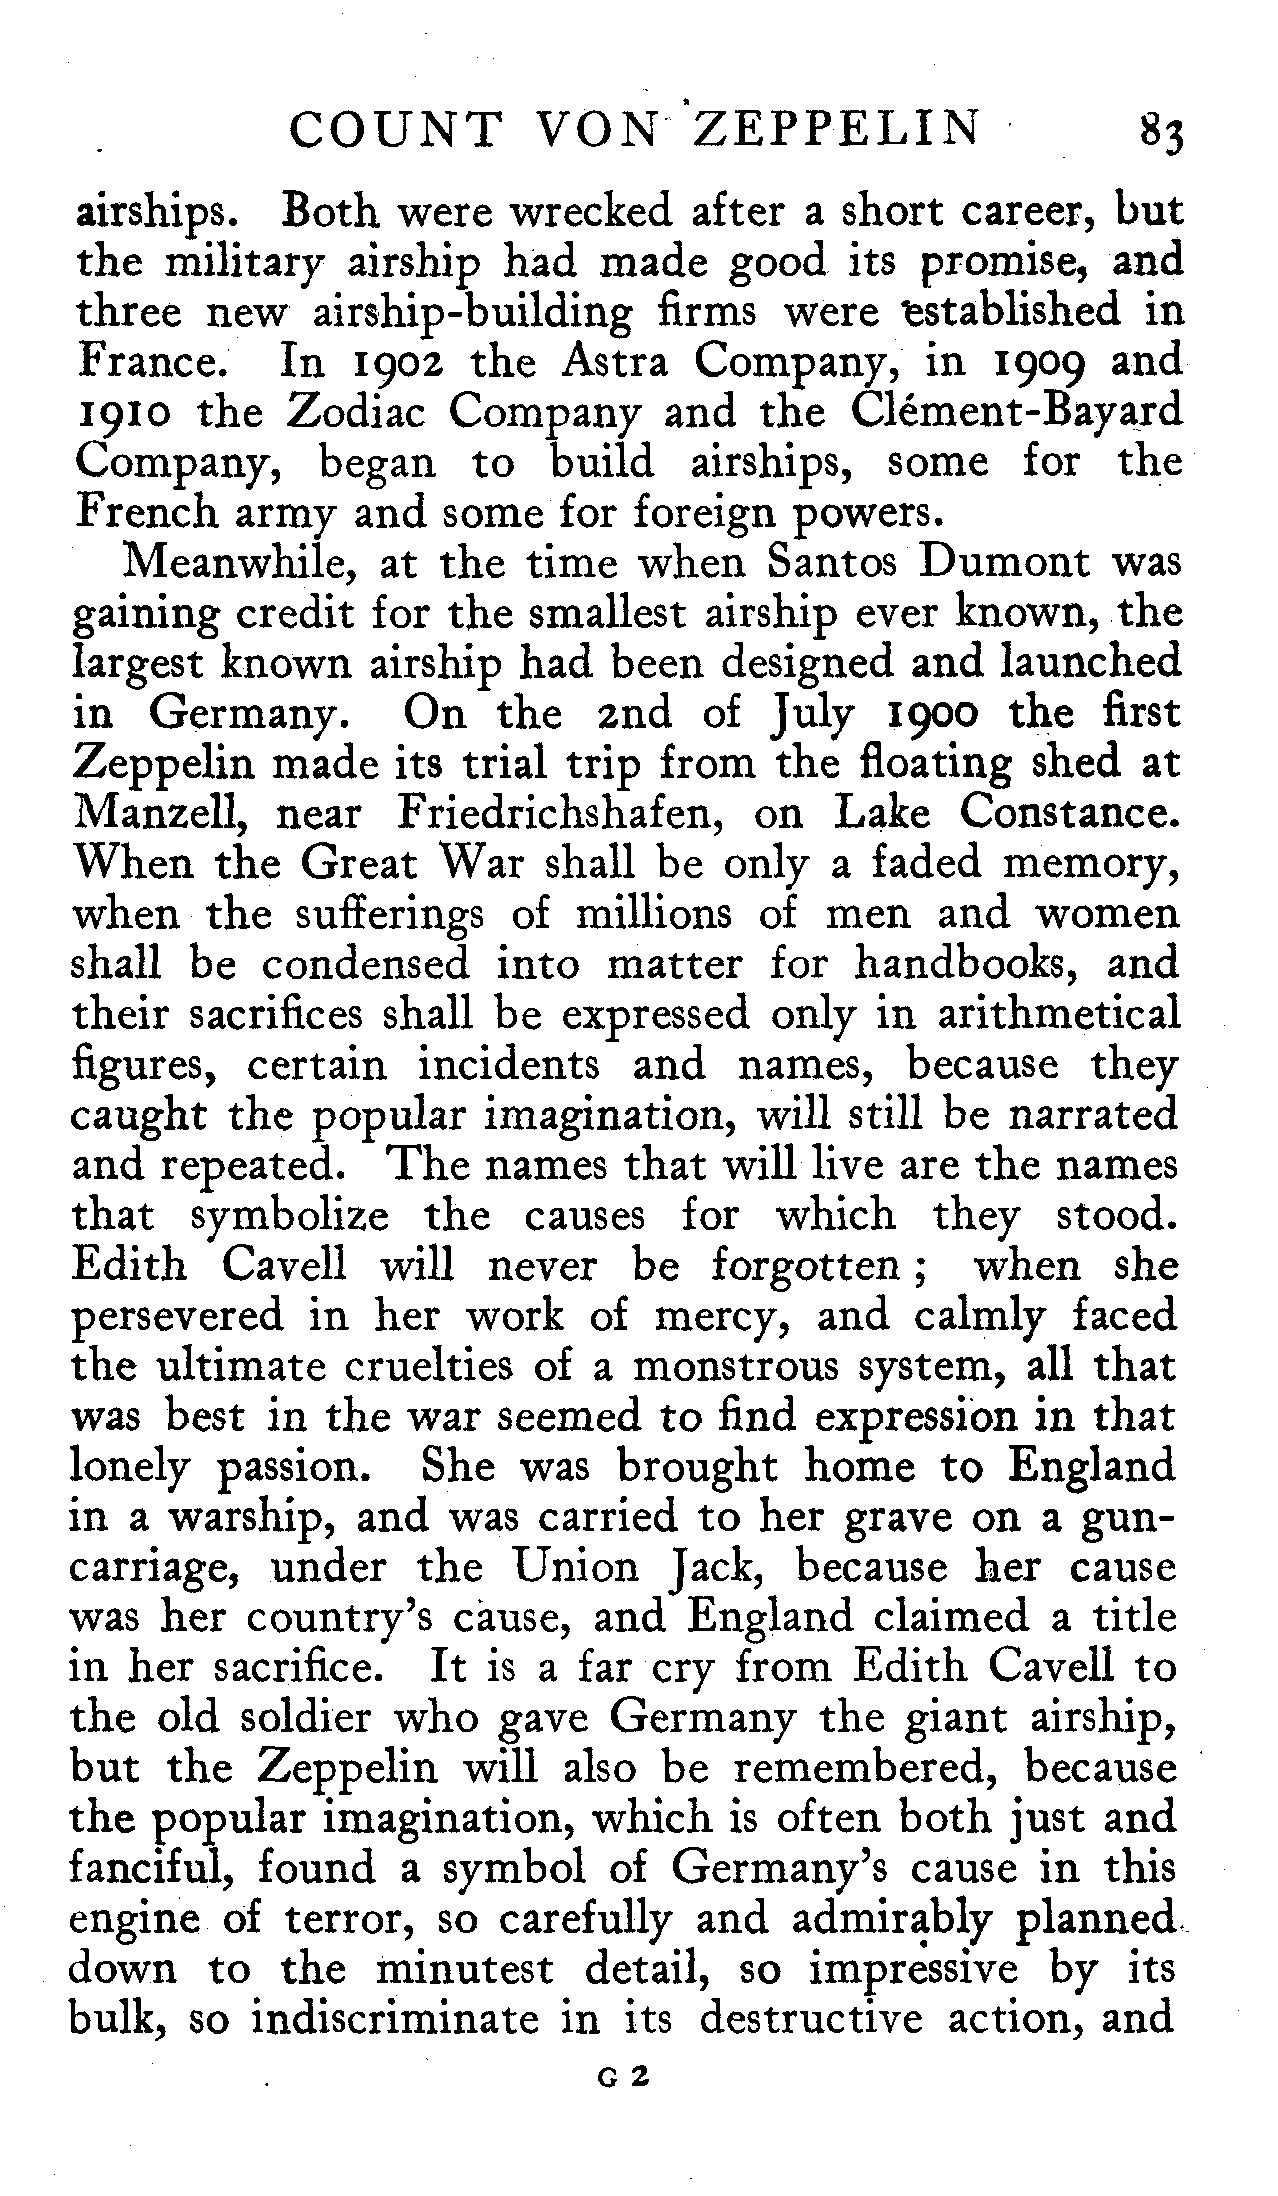 COUNT VON ZEPPELIN 83
airships. Both were wrecked after a short career, but
the military airship had made good its promise, and
three new airship-building firms were established in
France. In 1902 the Astra Company, in 1909 and
1910 the Zodiac Company and the Clément-Bayard
Company, began to build airships, some for the
French army and some for foreign powers.
Meanwhile, at the time when Santos Dumont was
gaining credit for the smallest airship ever known, the
largest known airship had been designed and launched
in Germany. On the 2nd of July 1900 the first
Zeppelin made its trial trip from the floating shed at
Manzell, near Friedrichshafen, on Lake Constance.
When the Great War shall be only a faded memory,
when the sufferings of millions of men and women
shall be condensed into matter for handbooks, and
their sacrifices shall be expressed only in arithmetical
figures, certain incidents and names, because they
caught the popular imagination, will still be narrated
and repeated. The names that will live are the names
that symbolize the causes for which they stood.
Edith Cavell will never be forgotten ; when she
persevered in her work of mercy, and calmly faced
the ultimate cruelties of a monstrous system, all that
was best in the war seemed to find expression in that
lonely passion. She was brought home to England
in a warship, and was carried to her grave on a gun-
carriage, under the Union Jack, because her cause
was her country's cause, and England claimed a title
in her sacrifice. It is a far cry from Edith Cavell to
the old soldier who gave Germany the giant airship,
but the Zeppelin will also be remembered, because
the popular imagination, which is often both just and
fanciful, found a symbol of Germany's cause in this
engine of terror, so carefully and admirably planned
down to the minutest detail, so impressive by its
bulk, so indiscriminate in its destructive action, and
G 2